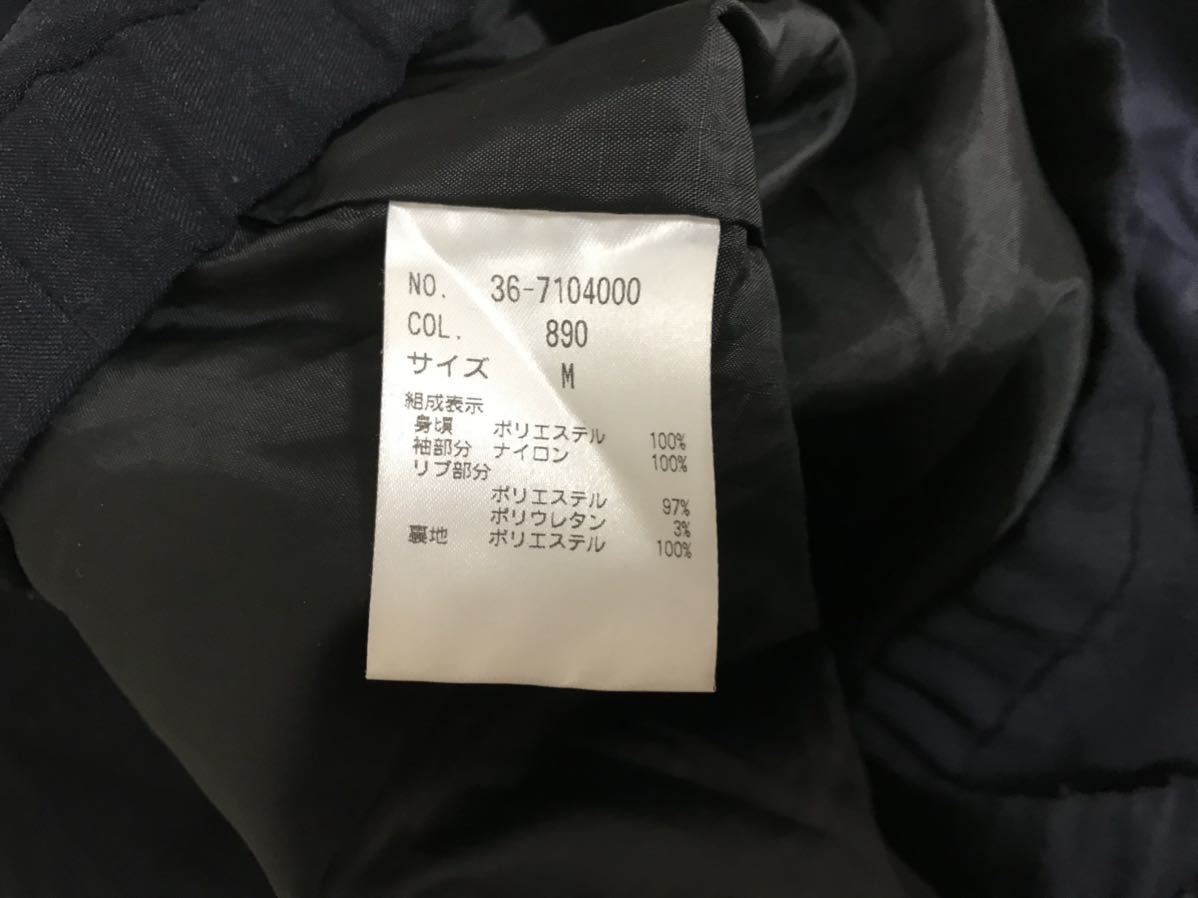 NO. 36-7104000
COL. 890
サイズ M
組成表示
身頃 ポリエステル 100%
袖部分 ナイロン 100%
リブ部分
ポリエステル 97%
ポリウレタン 3%
裏地 ポリエステル 100%